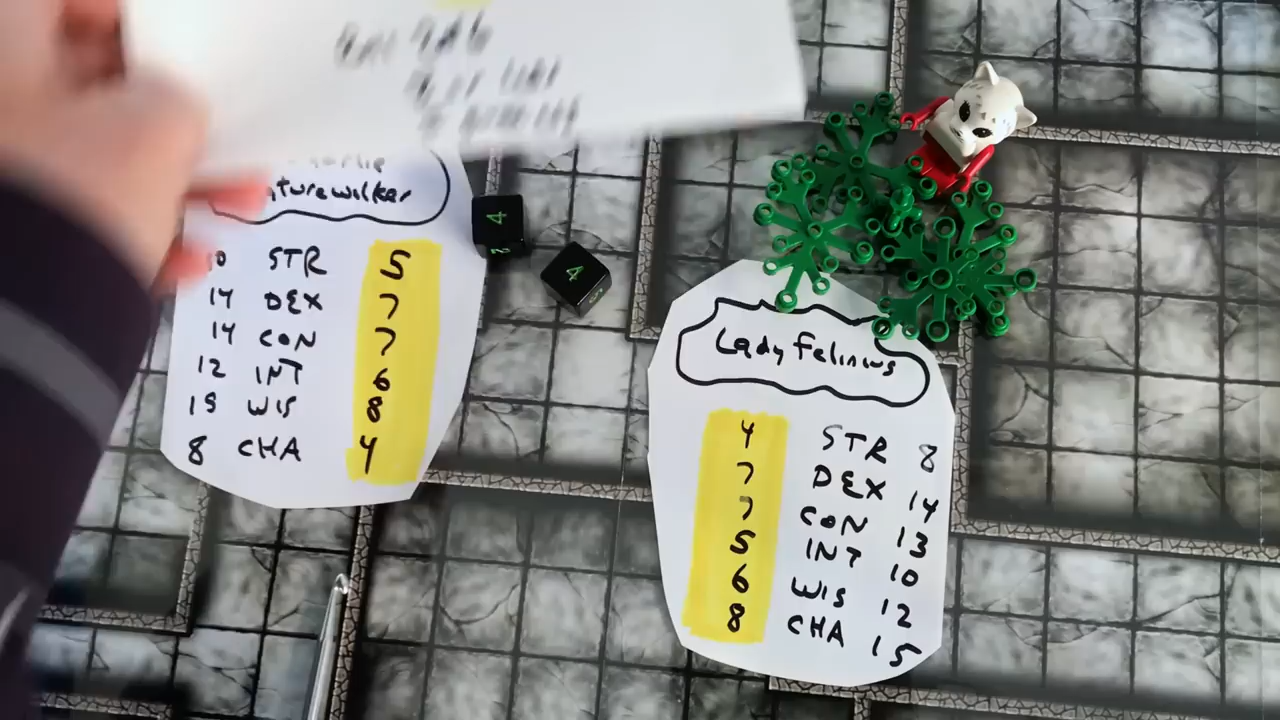 10 STR 5
14 DEX 7
14 CON 7
12 INT 6
15 WIS 8
8 CHA 4
4
4
Lady Felinus
4 STR 8
7 DEX 14
7 CON 13
5 INT 10
6 WIS 12
8 CHA 15